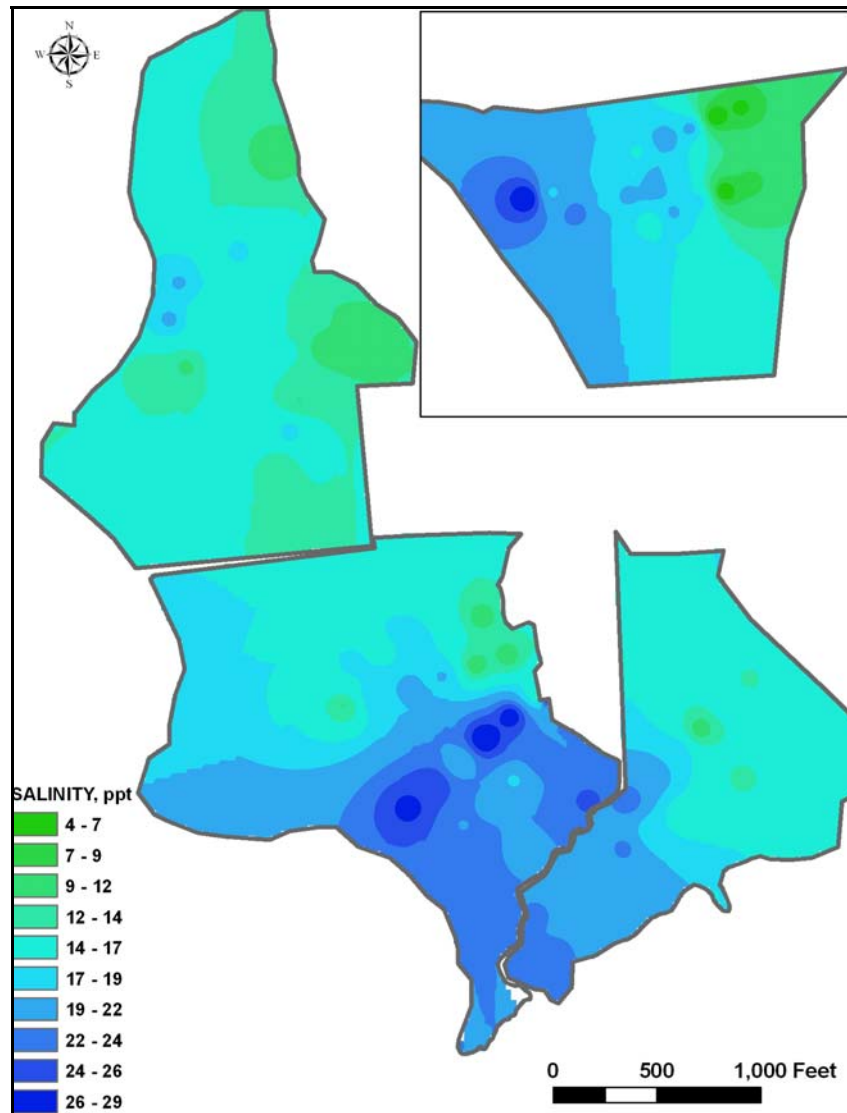 N
W E
S
SALINITY, ppt
4 - 7
7 - 9
9 - 12
12 - 14
14 - 17
17 - 19
19 - 22
22 - 24
24 - 26
26 - 29
0 500 1,000 Feet